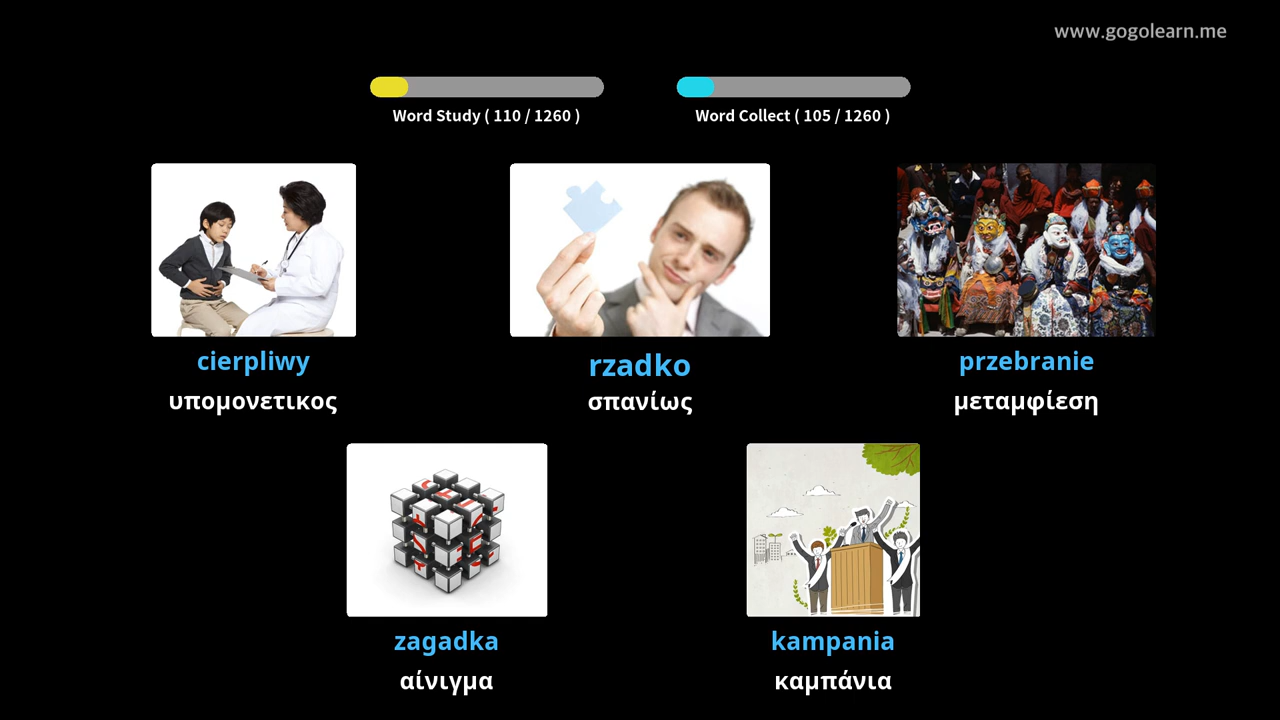 www.gogolearn.me
Word Study ( 110 / 1260 )
Word Collect ( 105 / 1260 )
cierpliwy
υπομονετικος
rzadko
σπανίως
przebranie
μεταμφίεση
zagadka
αίνιγμα
kampania
καμπάνια